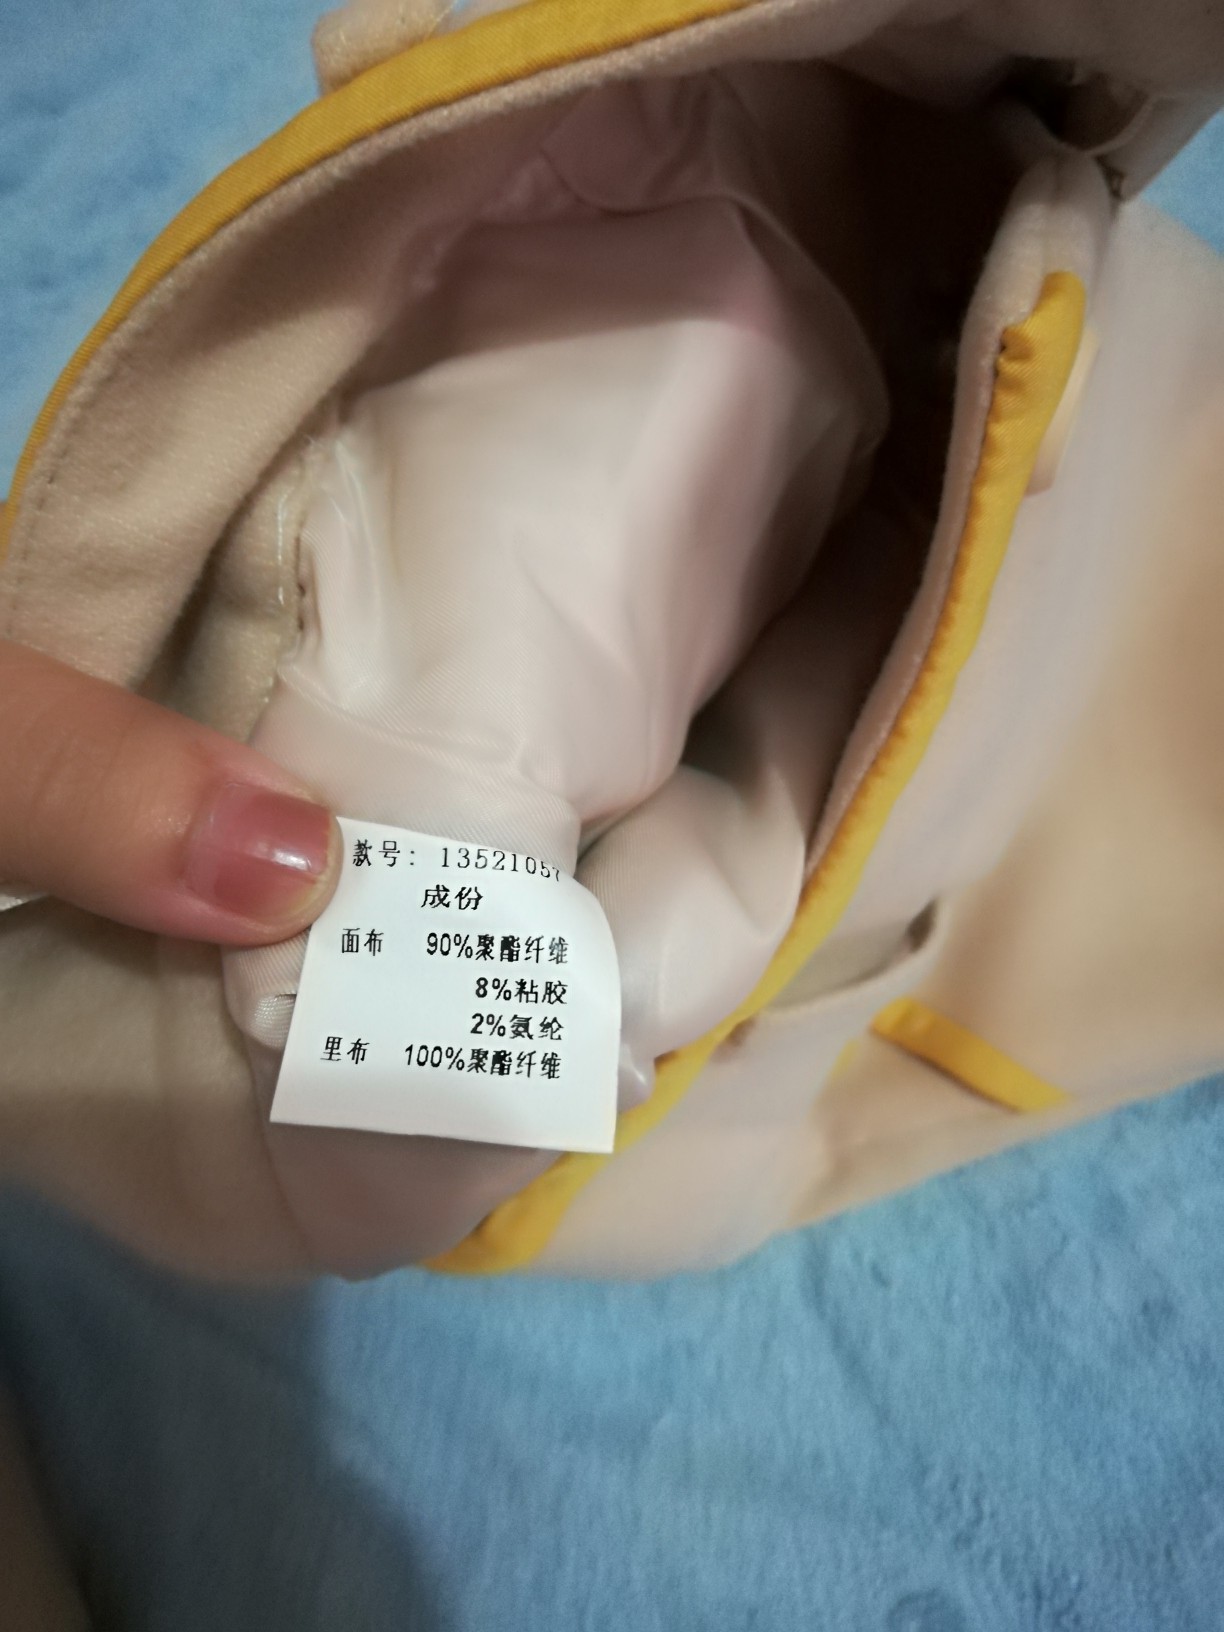 款号: 1352105
成份
面布 90%聚酯纤维
8%粘胶
2%氨纶
里布 100%聚酯纤维